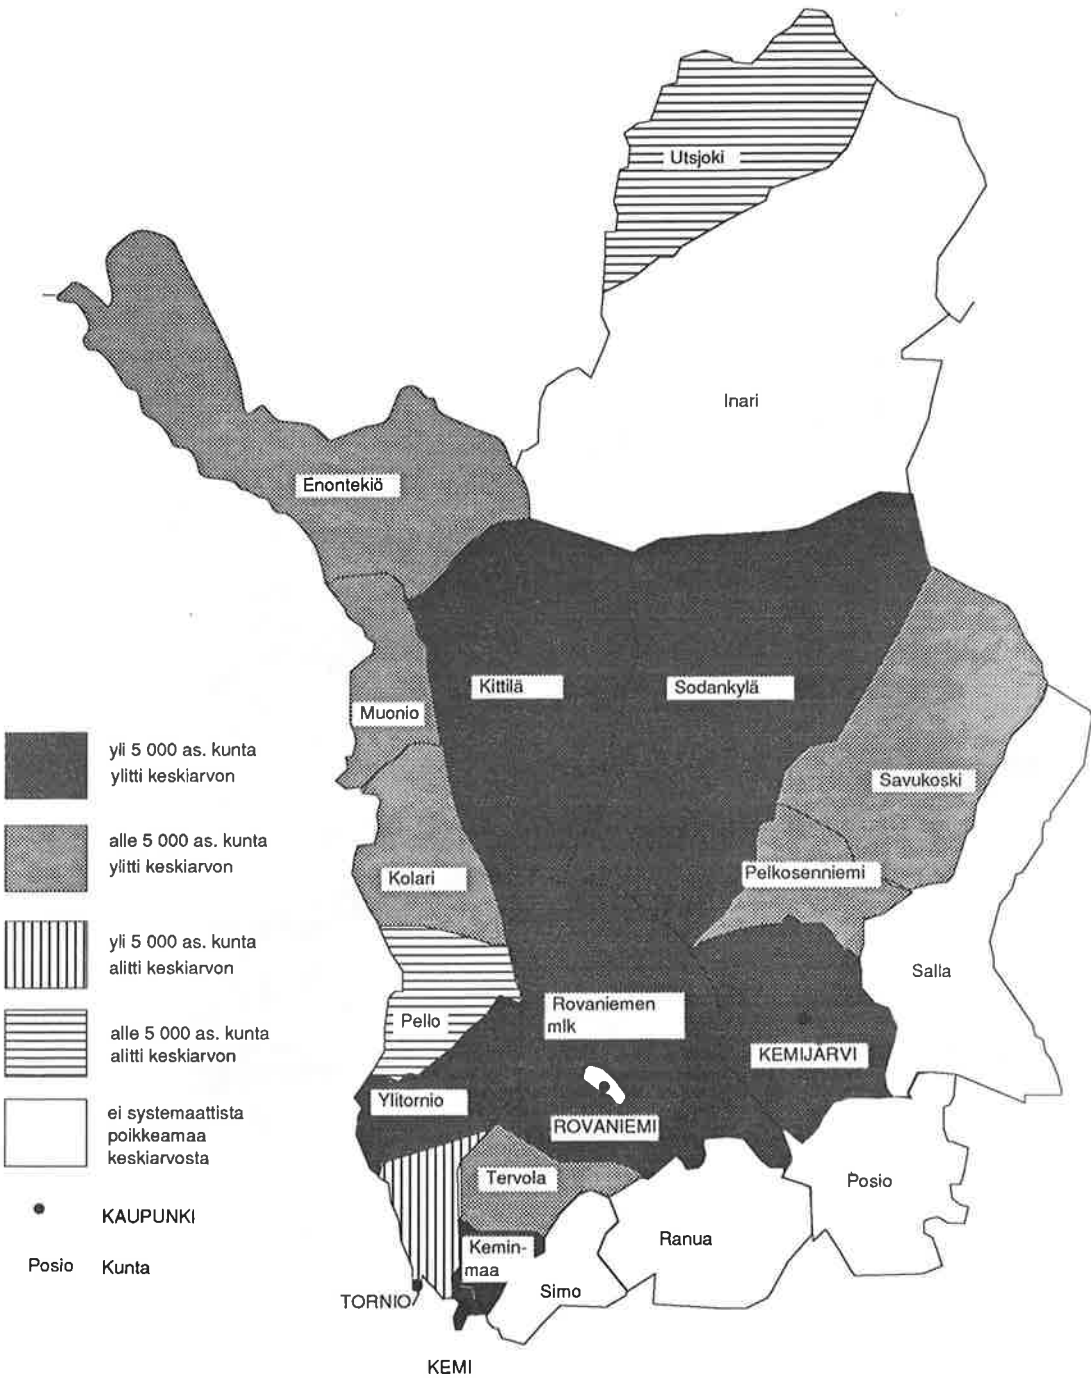 Utsjoki
Inari
Enontekiö
Kittilä
Sodankylä
Muonio
Savukoski
Kolari
Pelkosenniemi
Salla
Pello
Rovaniemen
mlk
KEMIJÄRVI
Ylitornio
ROVANIEMI
Tervola
Posio
Ranua
Kemin-
maa
Simo
TORNIO
KEMI
yli 5 000 as. kunta
ylitti keskiarvon
alle 5 000 as. kunta
ylitti keskiarvon
yli 5 000 as. kunta
alitti keskiarvon
alle 5 000 as. kunta
alitti keskiarvon
ei systemaattista
poikkeamaa
keskiarvosta
KAUPUNKI
Posio Kunta